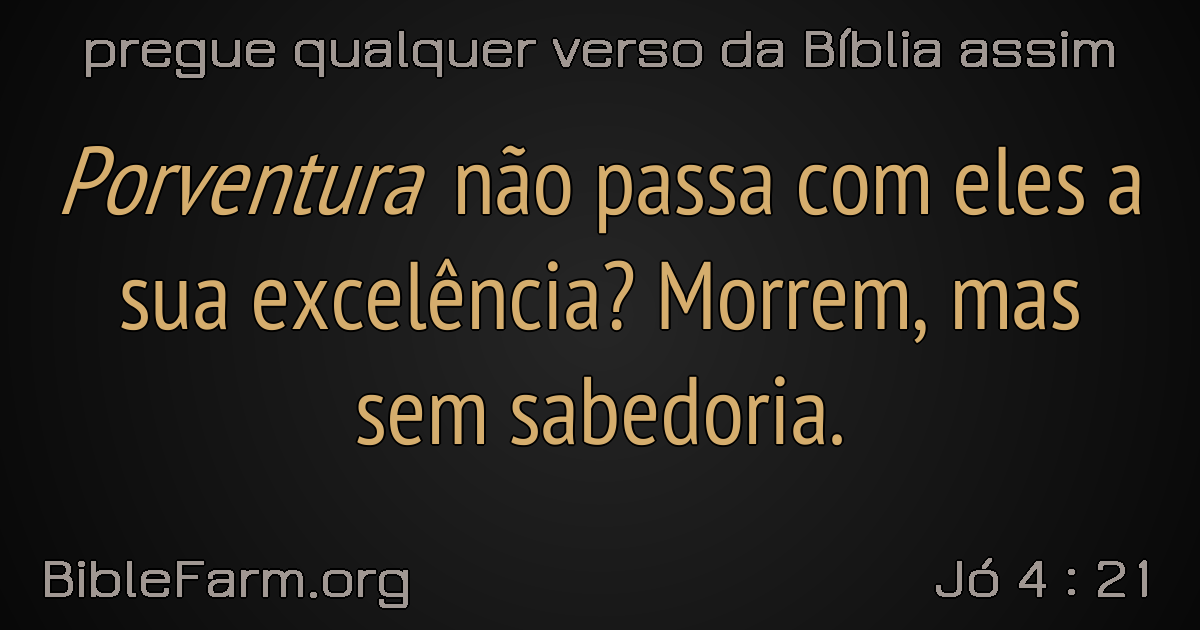 pregue qualquer verso da Bíblia assim
Porventura não passa com eles a
sua excelência? Morrem, mas
sem sabedoria.
BibleFarm.org
Jó 4 : 21